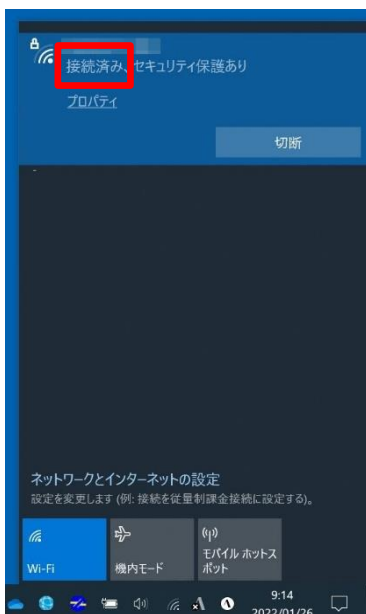 接続済み、セキュリティ保護あり
プロパティ
切断
ネットワークとインターネットの設定
設定を変更します (例: 接続を従量制課金接続に設定する)。
Wi-Fi
機内モード
モバイル ホットス
ポット
9:14
2022/01/26